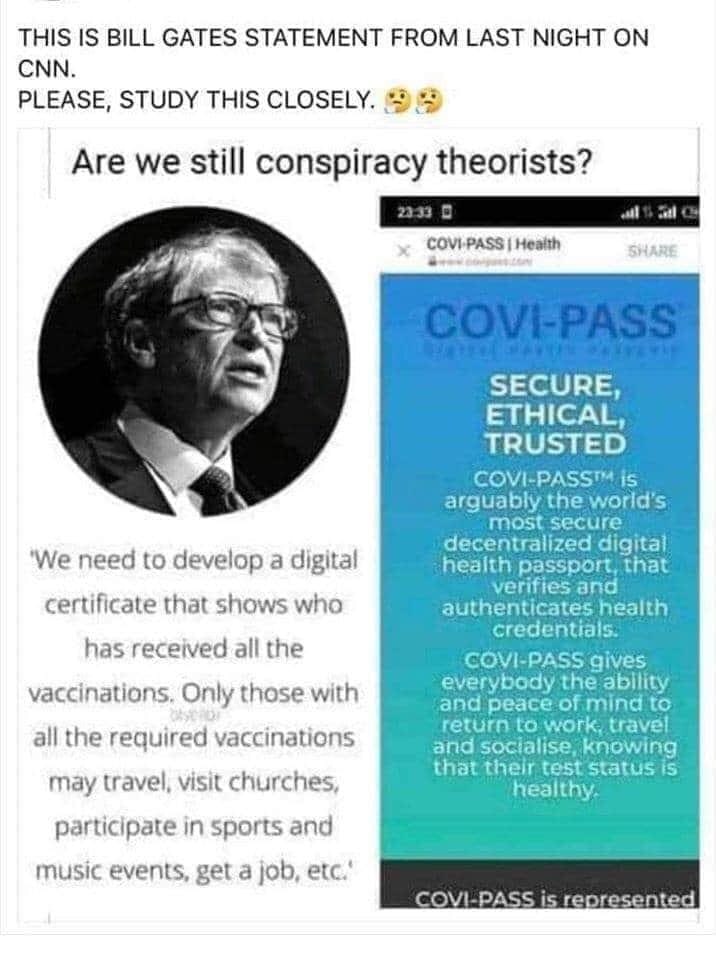 THIS IS BILL GATES STATEMENT FROM LAST NIGHT ON
CNN.
PLEASE, STUDY THIS CLOSELY. 🤔🤔
Are we still conspiracy theorists?
'We need to develop a digital
certificate that shows who
has received all the
vaccinations. Only those with
all the required vaccinations
may travel, visit churches,
participate in sports and
music events, get a job, etc.'
23:33
COVI-PASS | Health
SHARE
COVI-PASS
SECURE,
ETHICAL,
TRUSTED
COVI-PASS™ is
arguably the world's
most secure
decentralized digital
health passport, that
verifies and
authenticates health
credentials.
COVI-PASS gives
everybody the ability
and peace of mind to
return to work, travel
and socialise, knowing
that their test status is
healthy.
COVI-PASS is represented